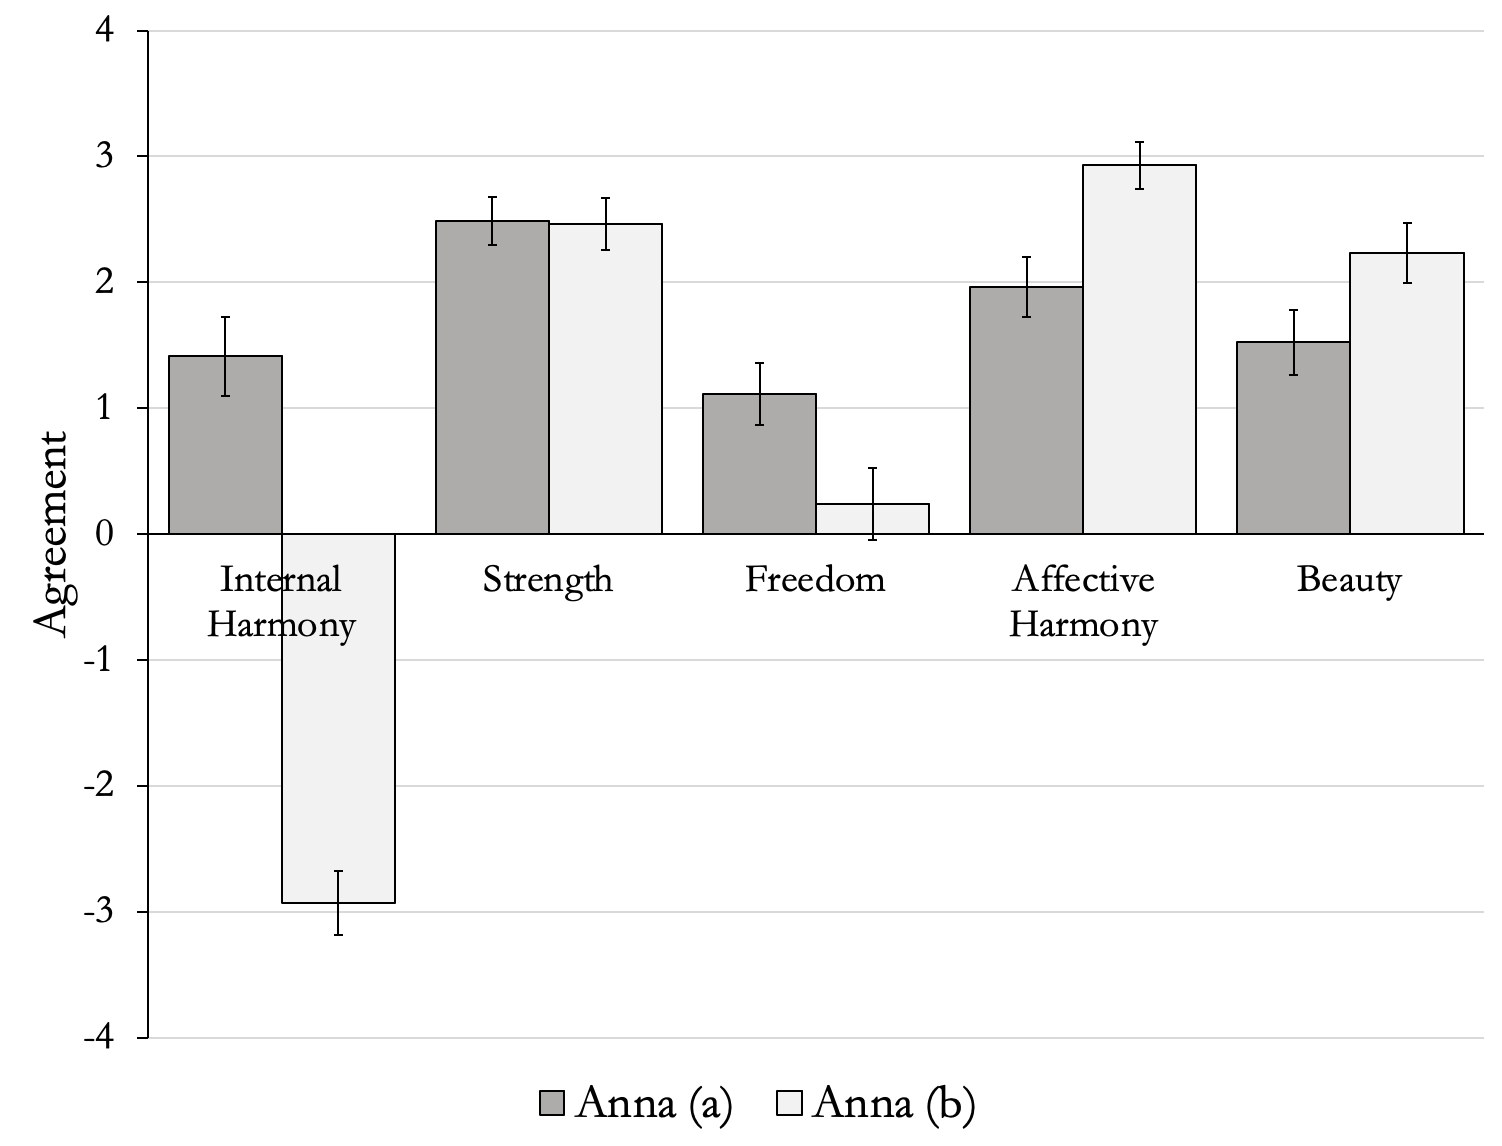 4
3
2
1
0
-1
-2
-3
-4
Agreement
Internal
Harmony
Strength
Freedom
Affective
Harmony
Beauty
Anna (a)
Anna (b)